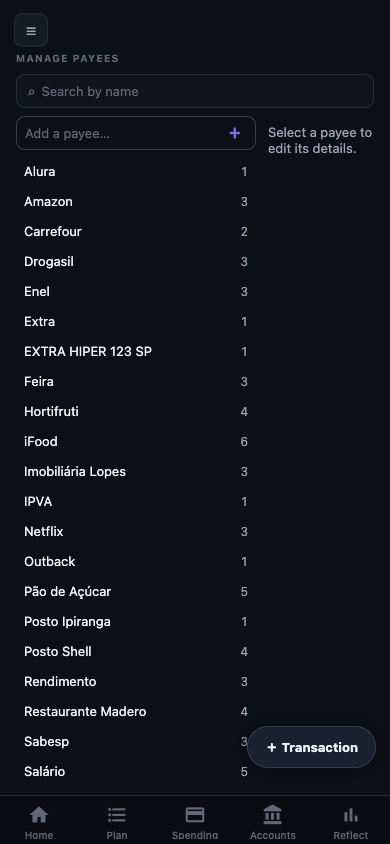 MANAGE PAYEES
Search by name
Add a payee... +
Select a payee to
edit its details.
Alura 1
Amazon 3
Carrefour 2
Drogasil 3
Enel 3
Extra 1
EXTRA HIPER 123 SP 1
Feira 3
Hortifruti 4
iFood 6
Imobiliária Lopes 3
IPVA 1
Netflix 3
Outback 1
Pão de Açúcar 5
Posto Ipiranga 1
Posto Shell 4
Rendimento 3
Restaurante Madero 4
Sabesp 3
+ Transaction
Salário 5
Home Plan Spending Accounts Reflect